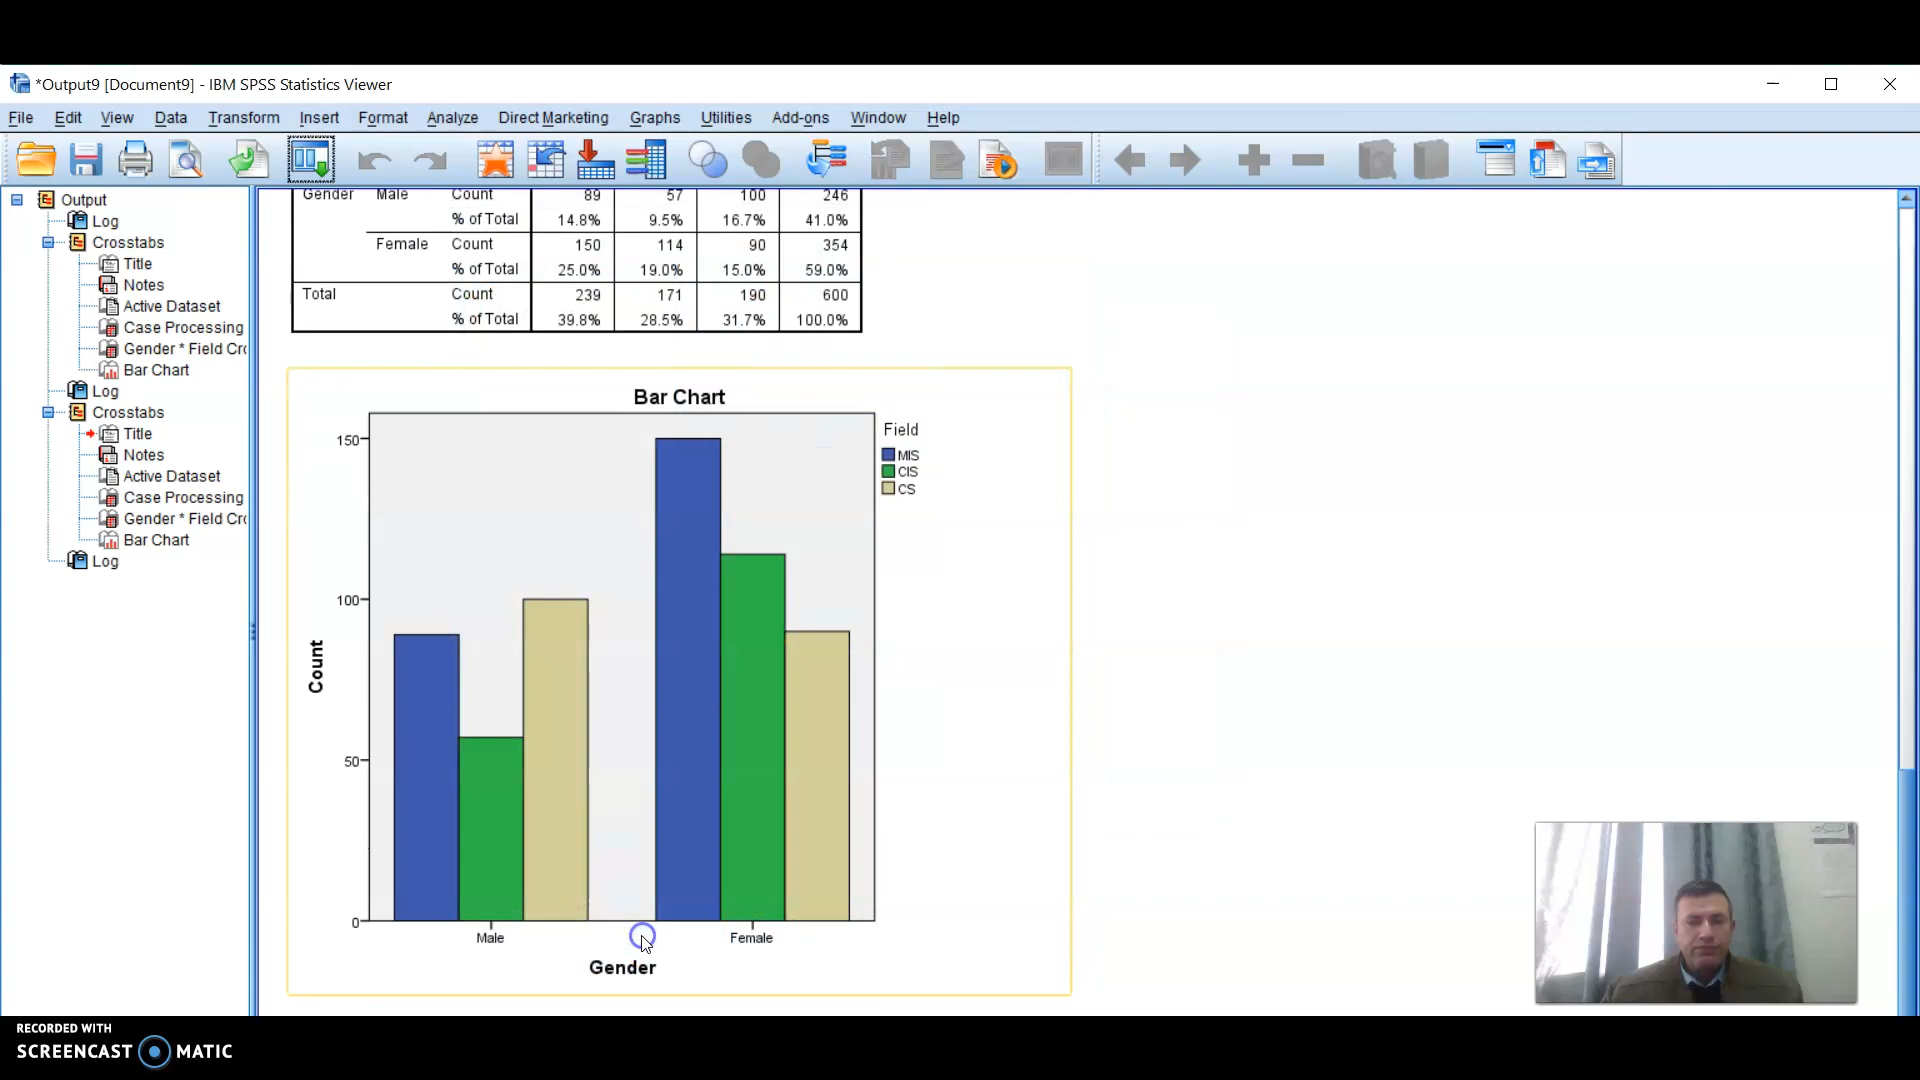 *Output9 [Document9] - IBM SPSS Statistics Viewer
File Edit View Data Transform Insert Format Analyze Direct Marketing Graphs Utilities Add-ons Window Help
Output
Log
Crosstabs
Title
Notes
Active Dataset
Case Processing
Gender * Field Cr
Bar Chart
Log
Crosstabs
Title
Notes
Active Dataset
Case Processing
Gender * Field Cr
Bar Chart
Log
Gender Male Count 89 57 100 246
% of Total 14.8% 9.5% 16.7% 41.0%
Female Count 150 114 90 354
% of Total 25.0% 19.0% 15.0% 59.0%
Total Count 239 171 190 600
% of Total 39.8% 28.5% 31.7% 100.0%
Bar Chart
Field
MIS
CIS
CS
150
100
50
0
Count
Male Female
Gender
RECORDED WITH
SCREENCAST MATIC